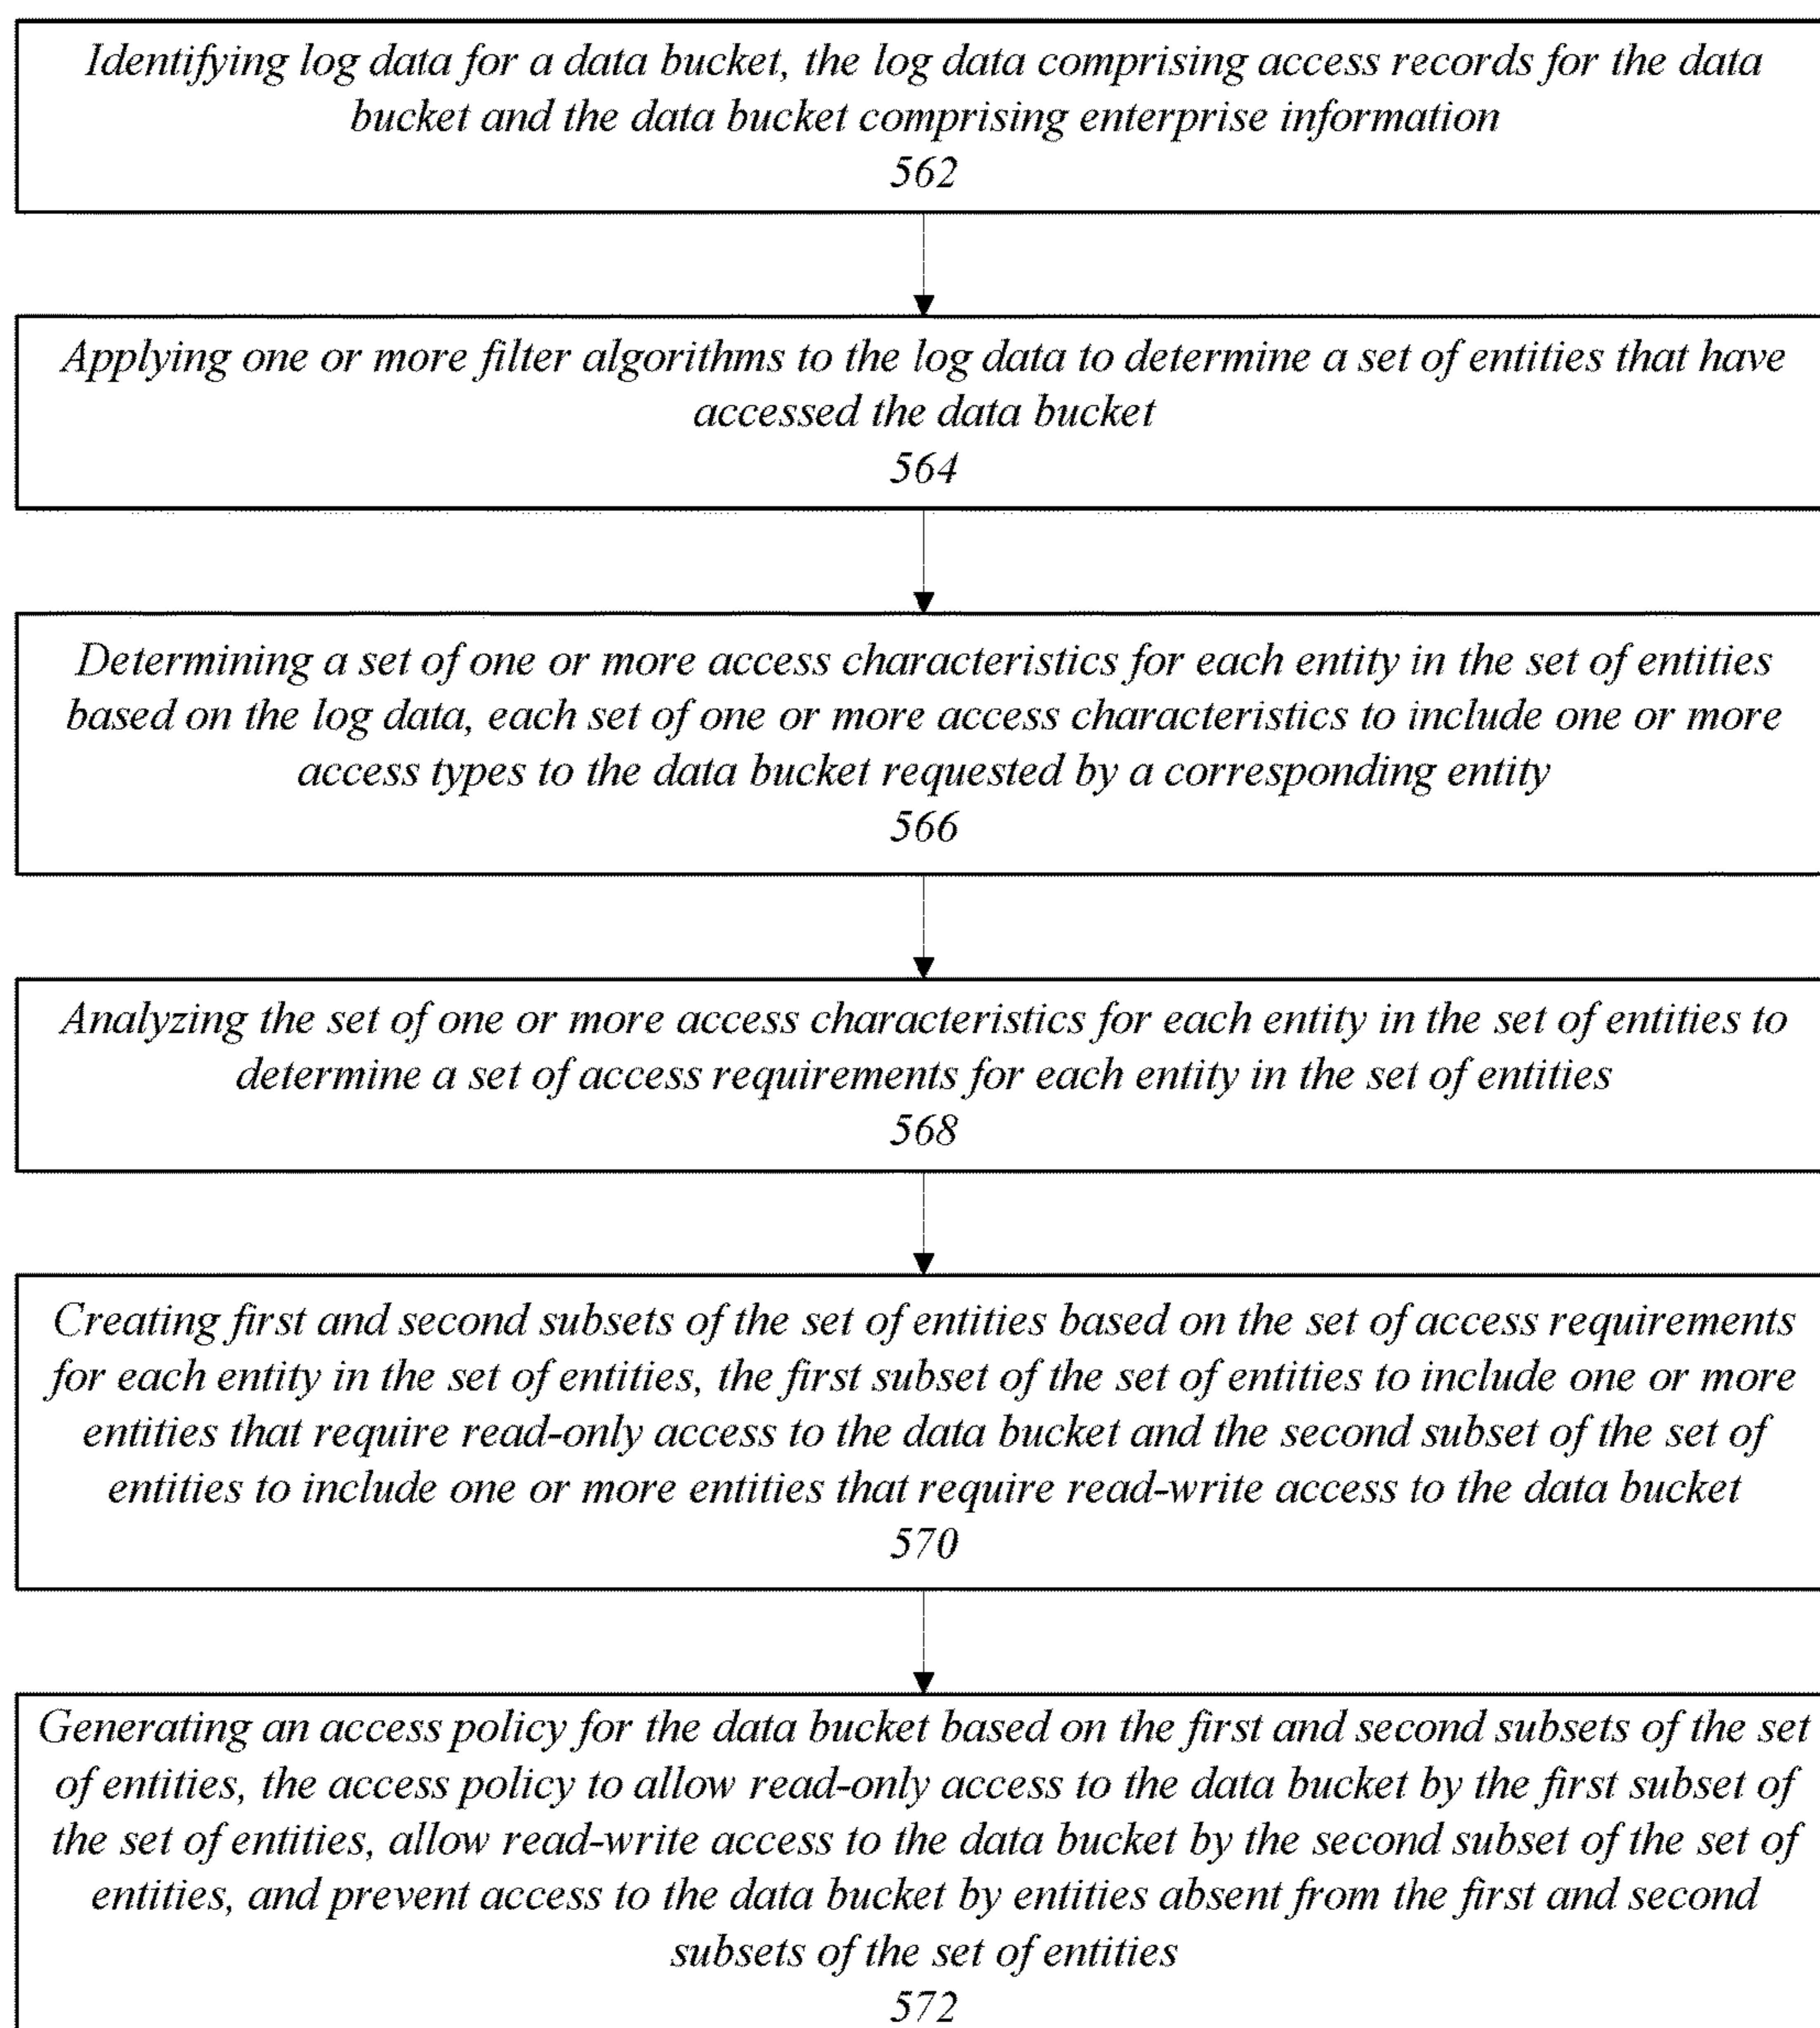 Identifying log data for a data bucket, the log data comprising access records for the data
bucket and the data bucket comprising enterprise information
562
Applying one or more filter algorithms to the log data to determine a set of entities that have
accessed the data bucket
564
Determining a set of one or more access characteristics for each entity in the set of entities
based on the log data, each set of one or more access characteristics to include one or more
access types to the data bucket requested by a corresponding entity
566
Analyzing the set of one or more access characteristics for each entity in the set of entities to
determine a set of access requirements for each entity in the set of entities
568
Creating first and second subsets of the set of entities based on the set of access requirements
for each entity in the set of entities, the first subset of the set of entities to include one or more
entities that require read-only access to the data bucket and the second subset of the set of
entities to include one or more entities that require read-write access to the data bucket
570
Generating an access policy for the data bucket based on the first and second subsets of the set
of entities, the access policy to allow read-only access to the data bucket by the first subset of
the set of entities, allow read-write access to the data bucket by the second subset of the set of
entities, and prevent access to the data bucket by entities absent from the first and second
subsets of the set of entities
572